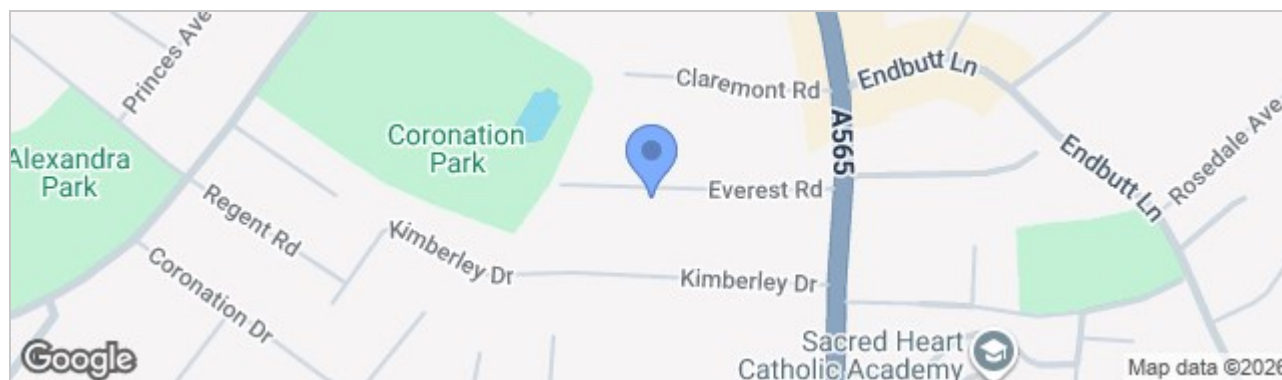 Princes Ave
Claremont Rd
Endbutt Ln
A565
Coronation
Park
Alexandra
Park
Regent Rd
Everest Rd
Endbutt Ln
Rosedale Ave
Kimberley Dr
Kimberley Dr
Coronation Dr
Sacred Heart
Catholic Academy
Google
Map data ©2026